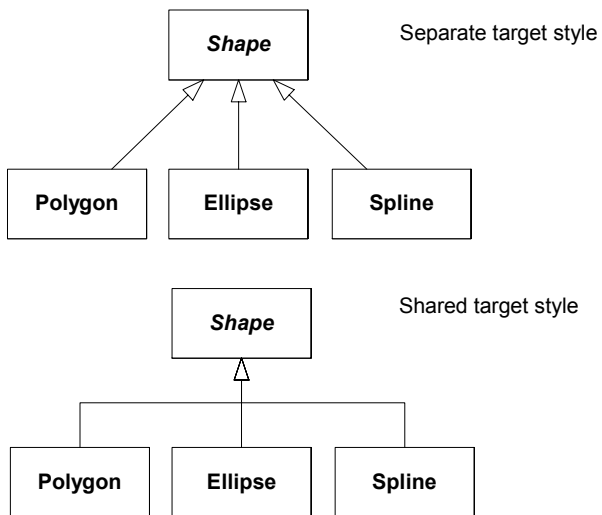 Shape
Separate target style
Polygon
Ellipse
Spline
Shape
Shared target style
Polygon
Ellipse
Spline